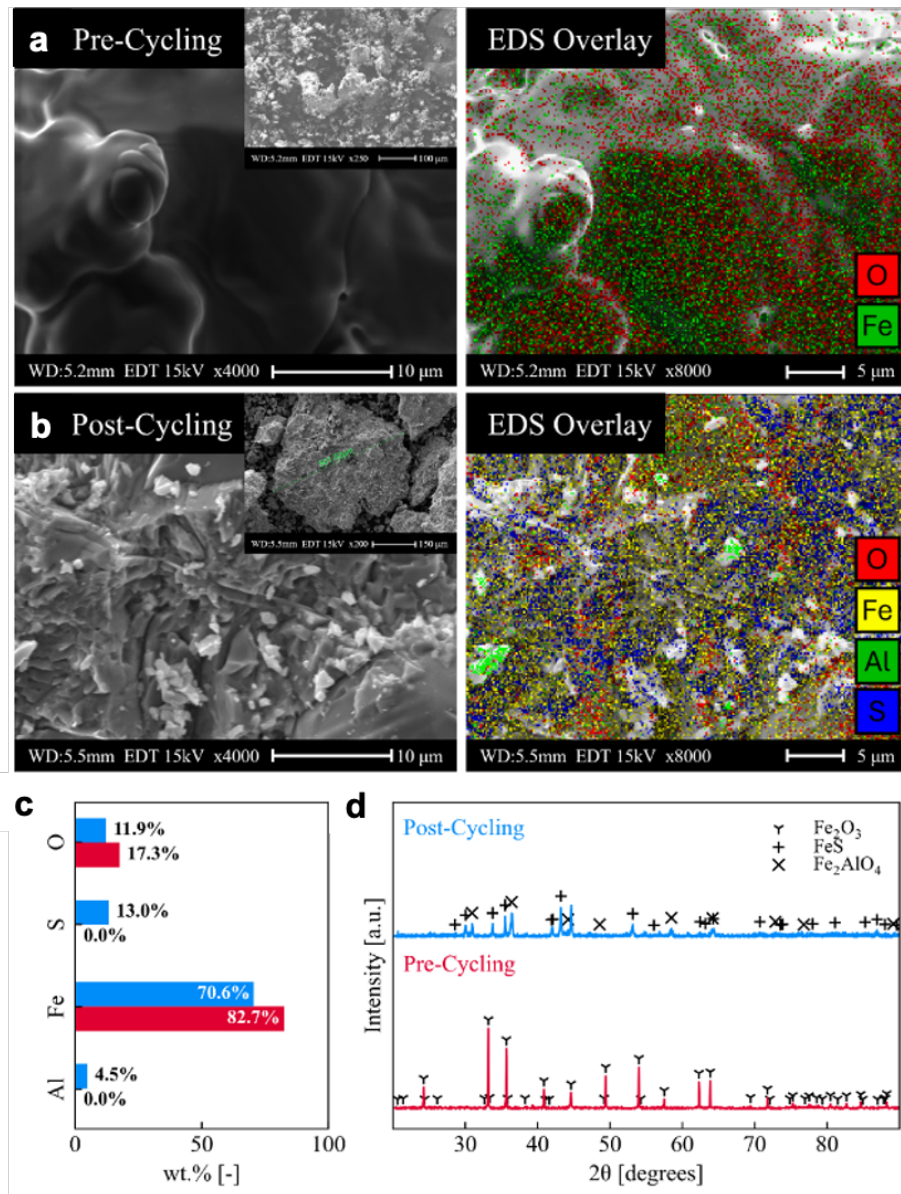 a Pre-Cycling
WD:5.2mm EDT 15kV x250 100 μm
WD:5.2mm EDT 15kV x4000 10 μm
EDS Overlay
O
Fe
WD:5.2mm EDT 15kV x8000 5 μm
b Post-Cycling
WD:5.5mm EDT 15kV x200 150 μm
WD:5.5mm EDT 15kV x4000 10 μm
EDS Overlay
O
Fe
Al
S
WD:5.5mm EDT 15kV x8000 5 μm
c
O
11.9%
17.3%
S
13.0%
0.0%
Fe
70.6%
82.7%
Al
4.5%
0.0%
0 50 100
wt.% [-]
d
Post-Cycling
Fe₂O₃
FeS
Fe₂AlO₄
Pre-Cycling
Intensity [a.u.]
30 40 50 60 70 80
2θ [degrees]